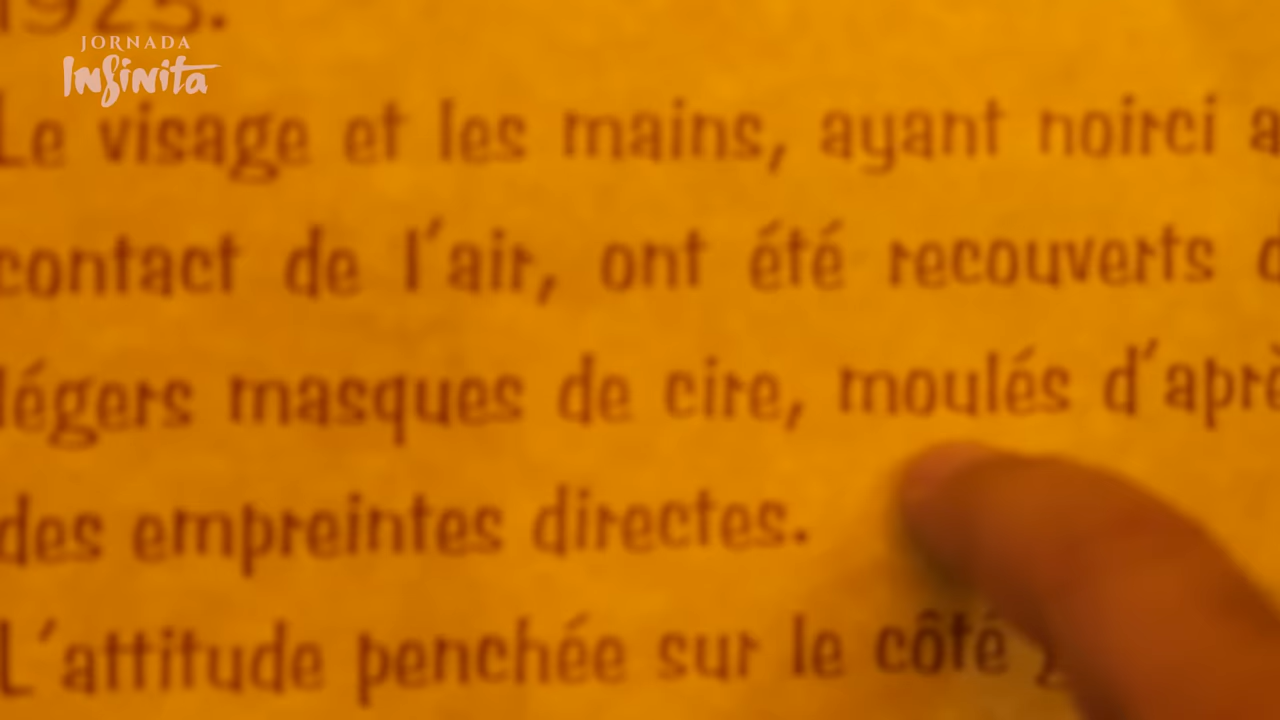 1925.
JORNADA
Infinita
Le visage et les mains, ayant noirci a
contact de l'air, ont été recouverts d
légers masques de cire, moulés d'aprè
des empreintes directes.
L'attitude penchée sur le côté